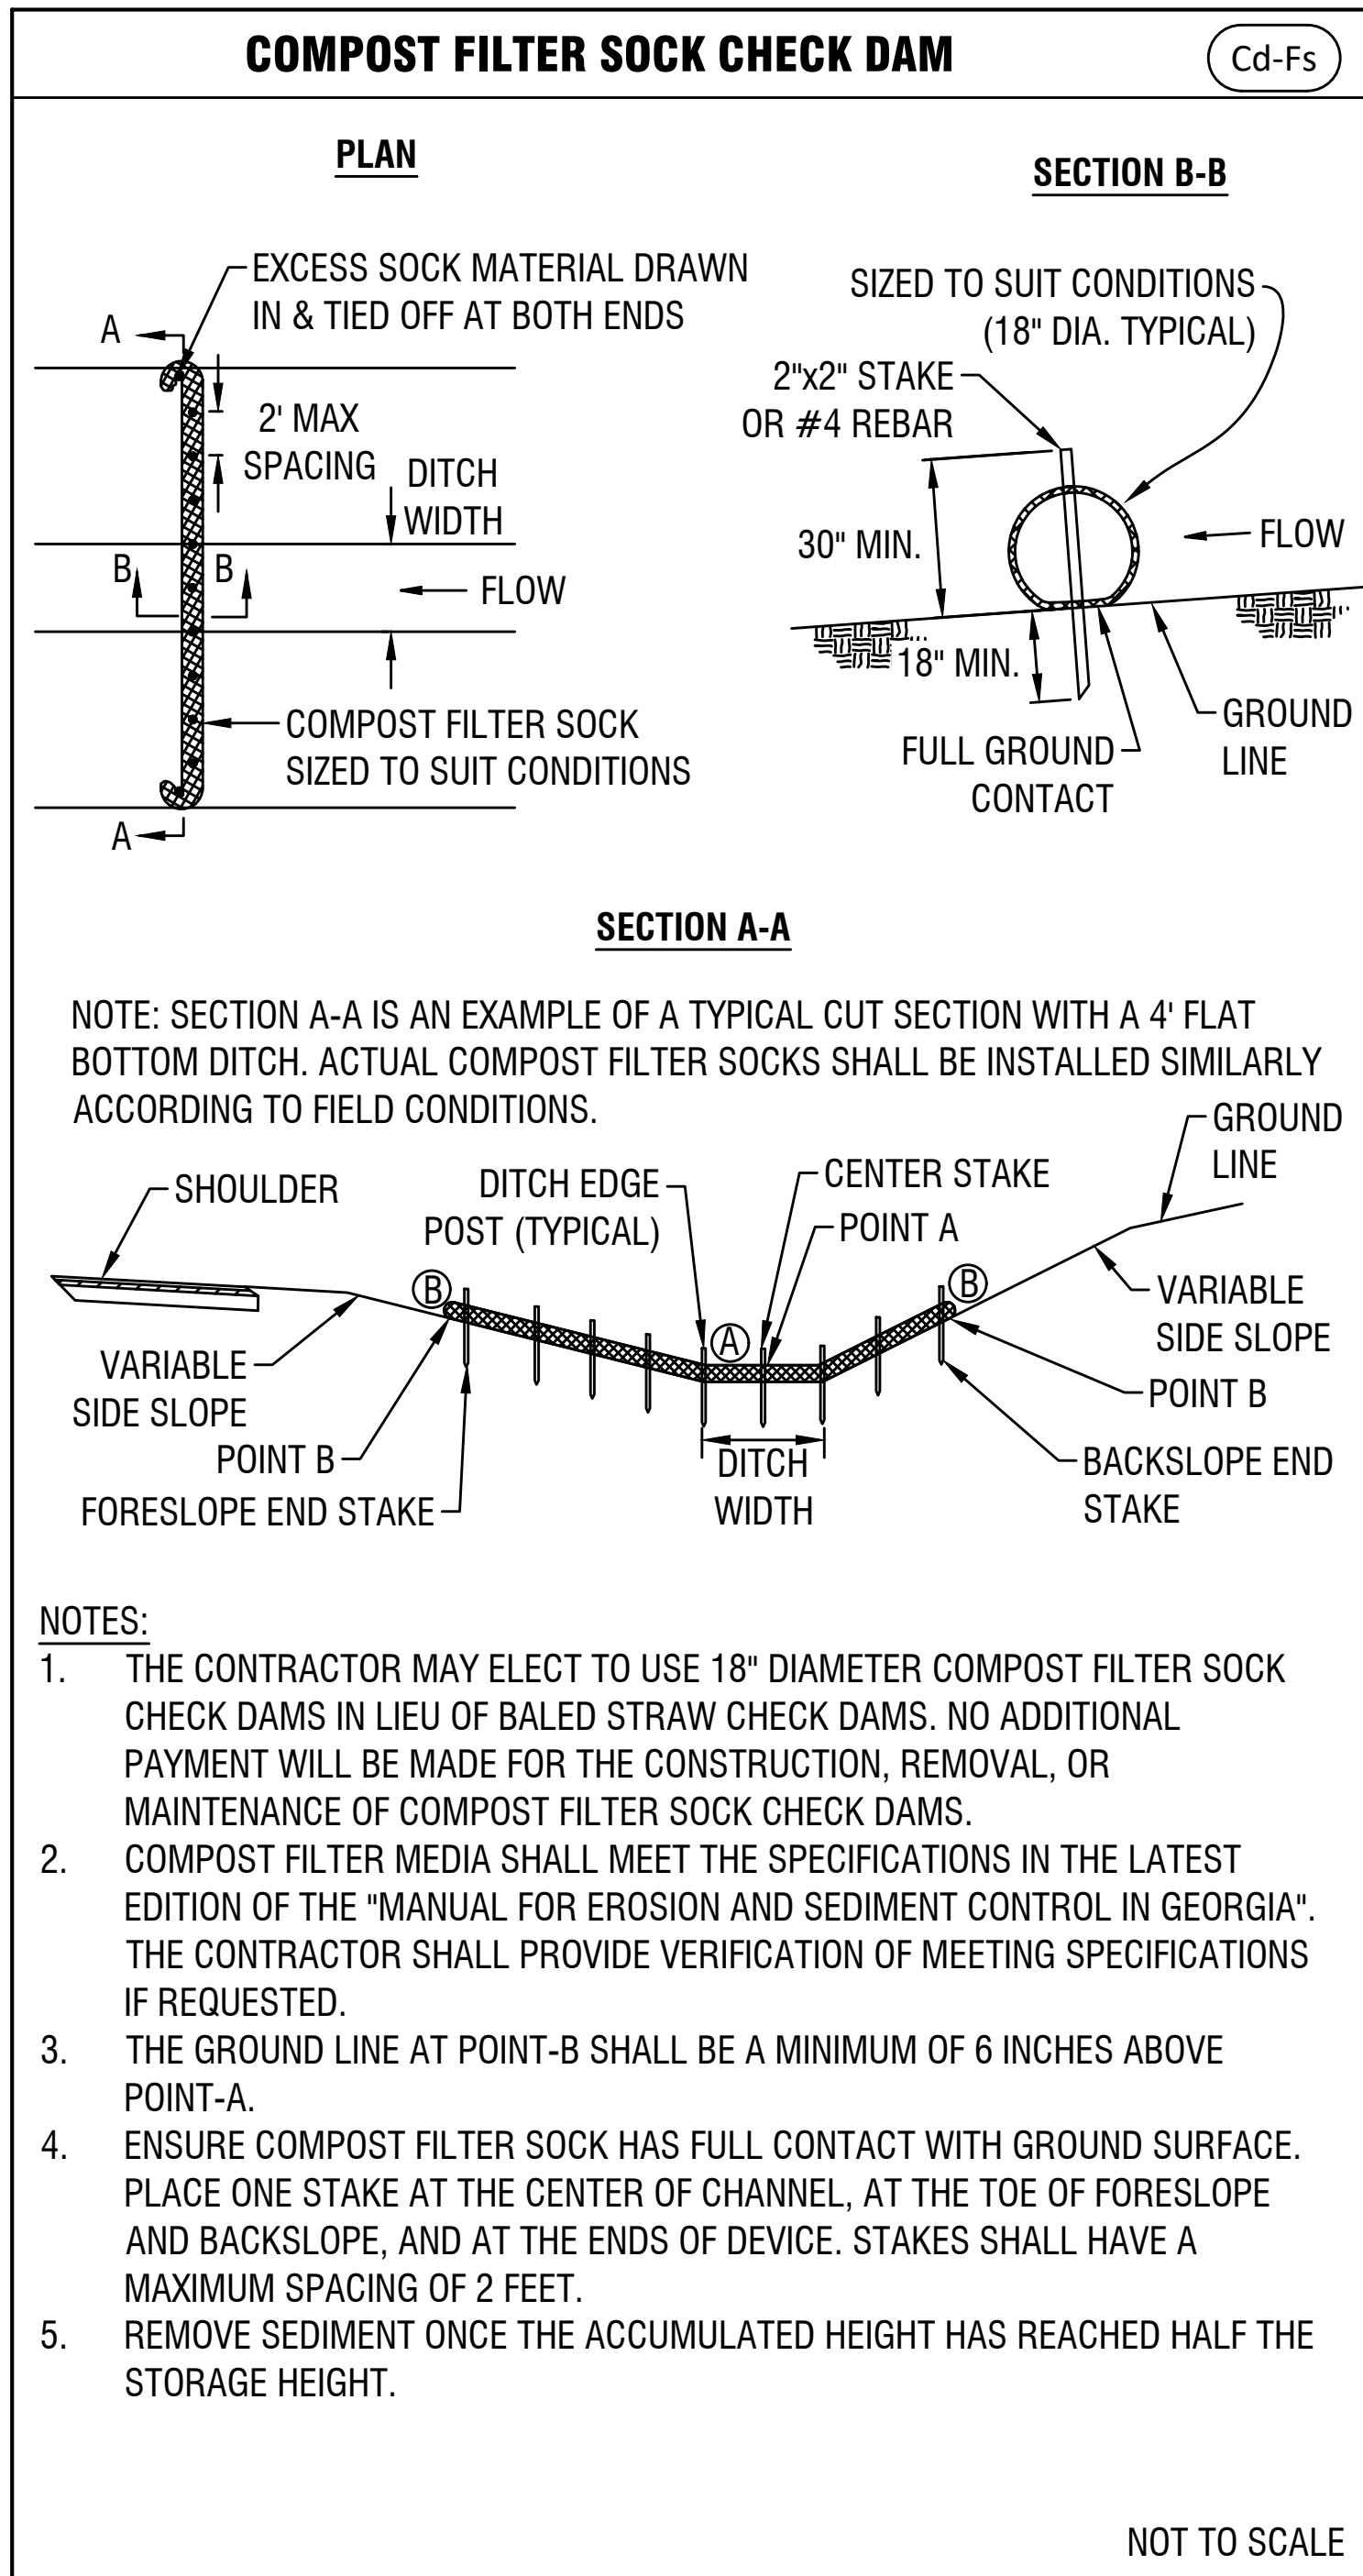 COMPOST FILTER SOCK CHECK DAM
Cd-Fs
PLAN
EXCESS SOCK MATERIAL DRAWN
IN & TIED OFF AT BOTH ENDS
A
2' MAX
SPACING
DITCH
WIDTH
B
B
FLOW
COMPOST FILTER SOCK
SIZED TO SUIT CONDITIONS
A
SECTION B-B
SIZED TO SUIT CONDITIONS
(18" DIA. TYPICAL)
2"x2" STAKE
OR #4 REBAR
30" MIN.
FLOW
18" MIN.
GROUND
LINE
FULL GROUND
CONTACT
SECTION A-A
NOTE: SECTION A-A IS AN EXAMPLE OF A TYPICAL CUT SECTION WITH A 4' FLAT
BOTTOM DITCH. ACTUAL COMPOST FILTER SOCKS SHALL BE INSTALLED SIMILARLY
ACCORDING TO FIELD CONDITIONS.
GROUND
LINE
SHOULDER
DITCH EDGE
POST (TYPICAL)
CENTER STAKE
POINT A
B
A
B
VARIABLE
SIDE SLOPE
VARIABLE
SIDE SLOPE
POINT B
POINT B
DITCH
WIDTH
FORESLOPE END STAKE
BACKSLOPE END
STAKE
NOTES:
1. THE CONTRACTOR MAY ELECT TO USE 18" DIAMETER COMPOST FILTER SOCK
CHECK DAMS IN LIEU OF BALED STRAW CHECK DAMS. NO ADDITIONAL
PAYMENT WILL BE MADE FOR THE CONSTRUCTION, REMOVAL, OR
MAINTENANCE OF COMPOST FILTER SOCK CHECK DAMS.
2. COMPOST FILTER MEDIA SHALL MEET THE SPECIFICATIONS IN THE LATEST
EDITION OF THE "MANUAL FOR EROSION AND SEDIMENT CONTROL IN GEORGIA".
THE CONTRACTOR SHALL PROVIDE VERIFICATION OF MEETING SPECIFICATIONS
IF REQUESTED.
3. THE GROUND LINE AT POINT-B SHALL BE A MINIMUM OF 6 INCHES ABOVE
POINT-A.
4. ENSURE COMPOST FILTER SOCK HAS FULL CONTACT WITH GROUND SURFACE.
PLACE ONE STAKE AT THE CENTER OF CHANNEL, AT THE TOE OF FORESLOPE
AND BACKSLOPE, AND AT THE ENDS OF DEVICE. STAKES SHALL HAVE A
MAXIMUM SPACING OF 2 FEET.
5. REMOVE SEDIMENT ONCE THE ACCUMULATED HEIGHT HAS REACHED HALF THE
STORAGE HEIGHT.
NOT TO SCALE